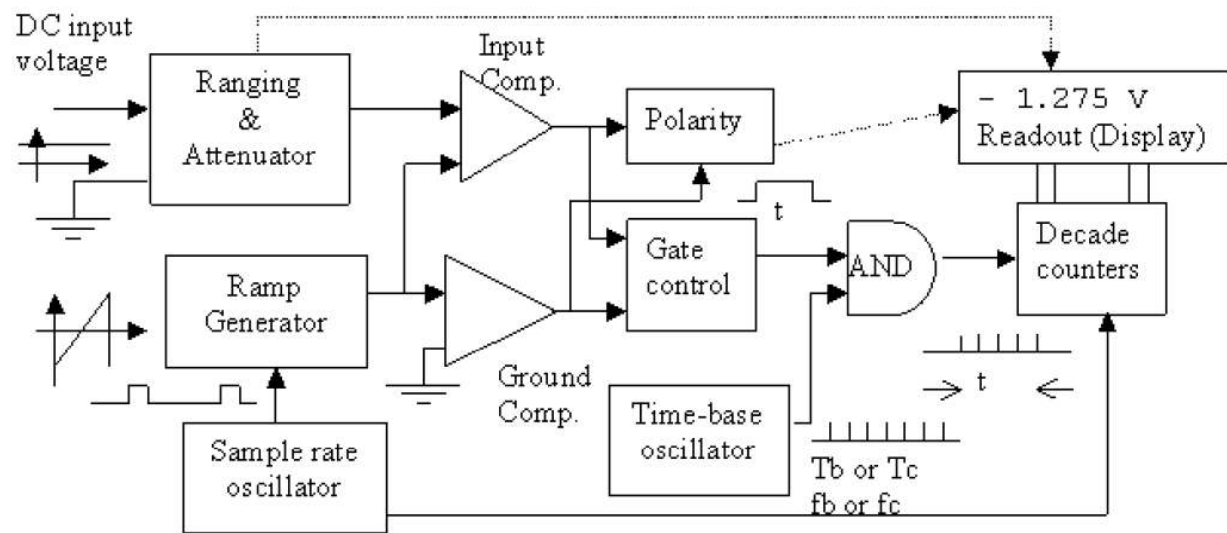 DC input
voltage
Ranging
&
Attenuator
Input
Comp.
Polarity
- 1.275 V
Readout (Display)
t
Gate
control
AND
Decade
counters
Ramp
Generator
Ground
Comp.
t
Time-base
oscillator
Tb or Tc
fb or fc
Sample rate
oscillator